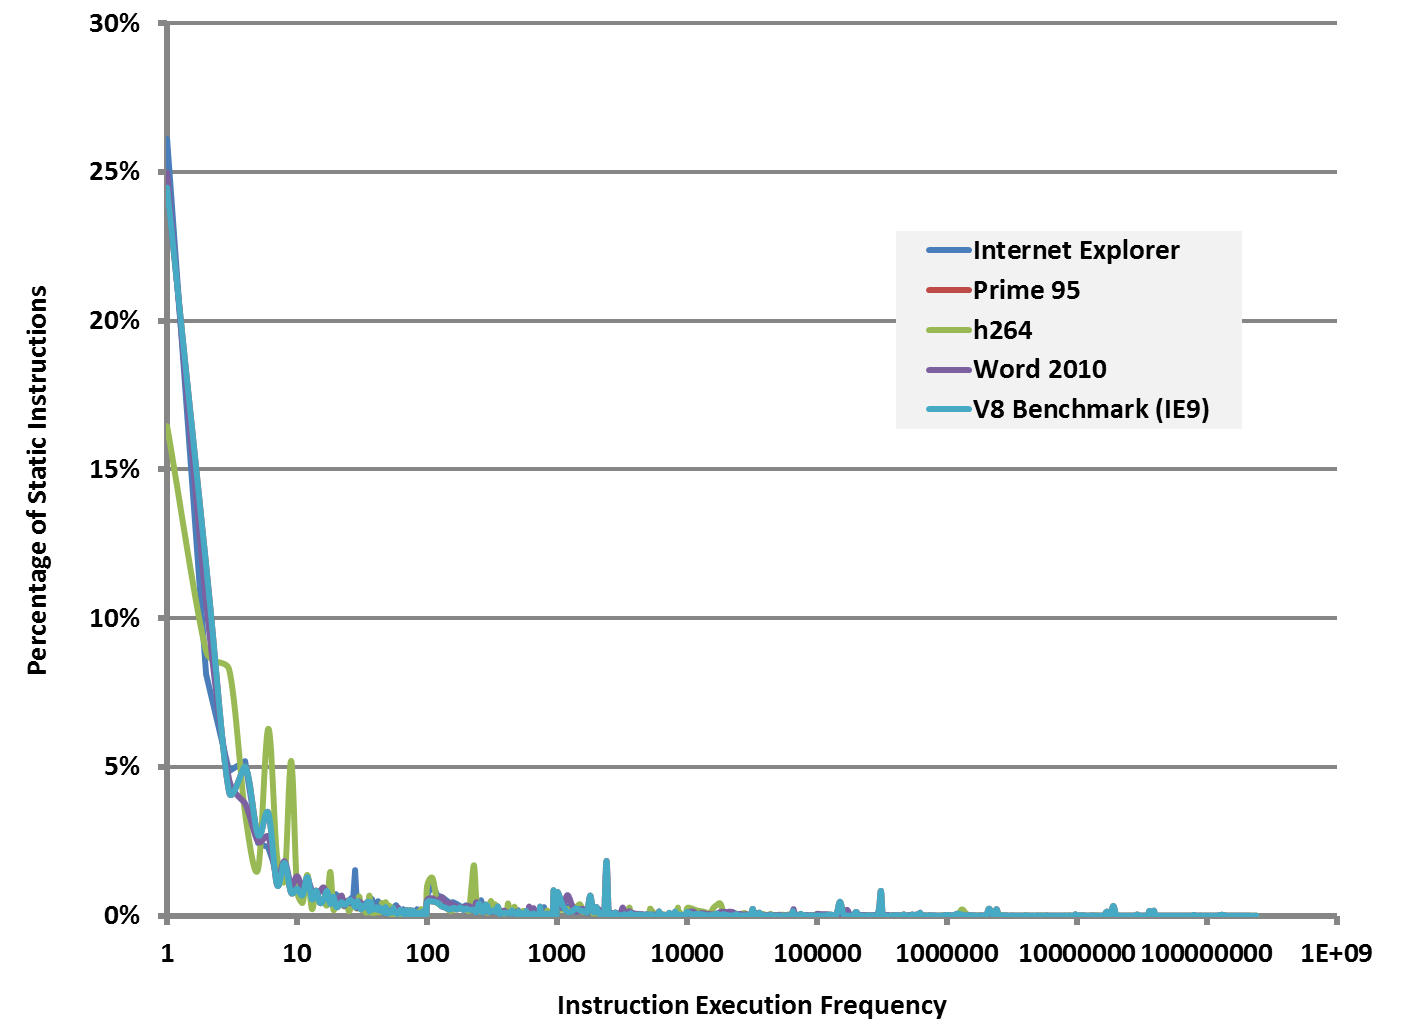 30%
25%
20%
15%
10%
5%
0%
Percentage of Static Instructions
Internet Explorer
Prime 95
h264
Word 2010
V8 Benchmark (IE9)
1 10 100 1000 10000 100000 1000000 10000000 100000000 1E+09
Instruction Execution Frequency